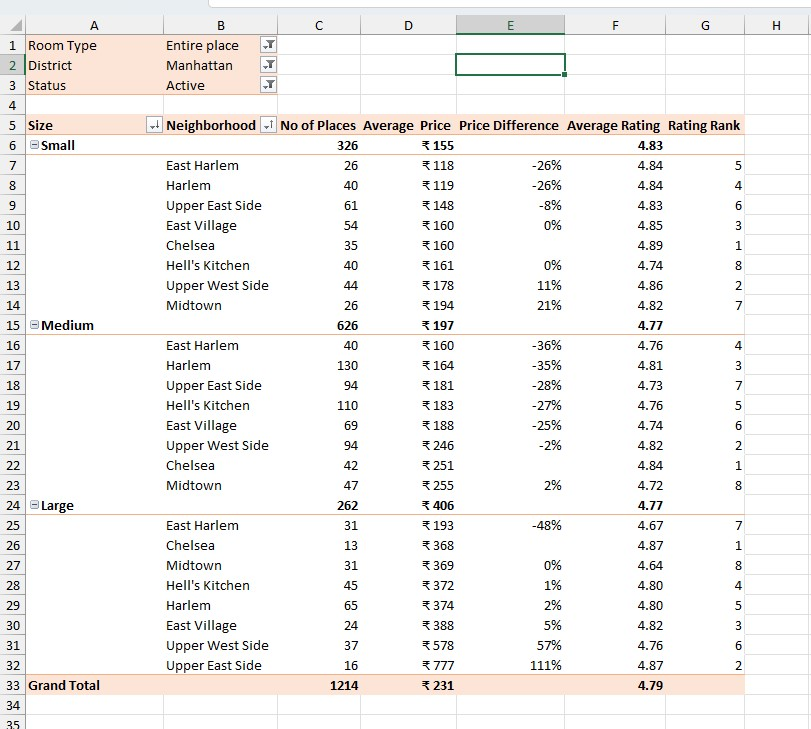 A B C D E F G H
1 Room Type Entire place
2 District Manhattan
3 Status Active
4
5 Size Neighborhood No of Places Average Price Price Difference Average Rating Rating Rank
6 Small 326 ₹ 155 4.83
7 East Harlem 26 ₹ 118 -26% 4.84 5
8 Harlem 40 ₹ 119 -26% 4.84 4
9 Upper East Side 61 ₹ 148 -8% 4.83 6
10 East Village 54 ₹ 160 0% 4.85 3
11 Chelsea 35 ₹ 160 4.89 1
12 Hell's Kitchen 40 ₹ 161 0% 4.74 8
13 Upper West Side 44 ₹ 178 11% 4.86 2
14 Midtown 26 ₹ 194 21% 4.82 7
15 Medium 626 ₹ 197 4.77
16 East Harlem 40 ₹ 160 -36% 4.76 4
17 Harlem 130 ₹ 164 -35% 4.81 3
18 Upper East Side 94 ₹ 181 -28% 4.73 7
19 Hell's Kitchen 110 ₹ 183 -27% 4.76 5
20 East Village 69 ₹ 188 -25% 4.74 6
21 Upper West Side 94 ₹ 246 -2% 4.82 2
22 Chelsea 42 ₹ 251 4.84 1
23 Midtown 47 ₹ 255 2% 4.72 8
24 Large 262 ₹ 406 4.77
25 East Harlem 31 ₹ 193 -48% 4.67 7
26 Chelsea 13 ₹ 368 4.87 1
27 Midtown 31 ₹ 369 0% 4.64 8
28 Hell's Kitchen 45 ₹ 372 1% 4.80 4
29 Harlem 65 ₹ 374 2% 4.80 5
30 East Village 24 ₹ 388 5% 4.82 3
31 Upper West Side 37 ₹ 578 57% 4.76 6
32 Upper East Side 16 ₹ 777 111% 4.87 2
33 Grand Total 1214 ₹ 231 4.79
34
35